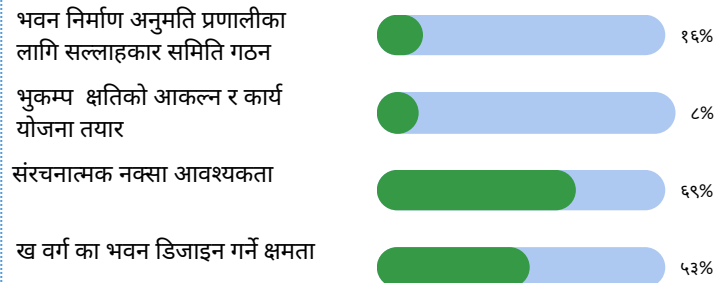 भवन निर्माण अनुमति प्रणालीका
लागि सल्लाहकार समिति गठन
१६%
भुकम्प  क्षतिको आकल्न र कार्य
योजना तयार
८%
संरचनात्मक नक्सा आवश्यकता
६९%
ख वर्ग का भवन डिजाइन गर्ने क्षमता
५३%